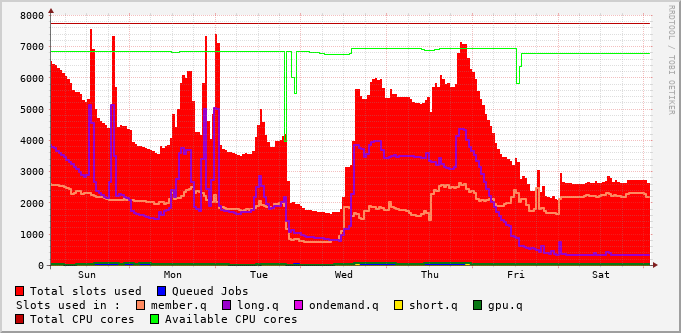 8000
7000
6000
5000
4000
3000
2000
1000
0
Sun Mon Tue Wed Thu Fri Sat
RRDTOOL / TOBI OETIKER
Total slots used Queued Jobs
Slots used in : member.q long.q ondemand.q short.q gpu.q
Total CPU cores Available CPU cores